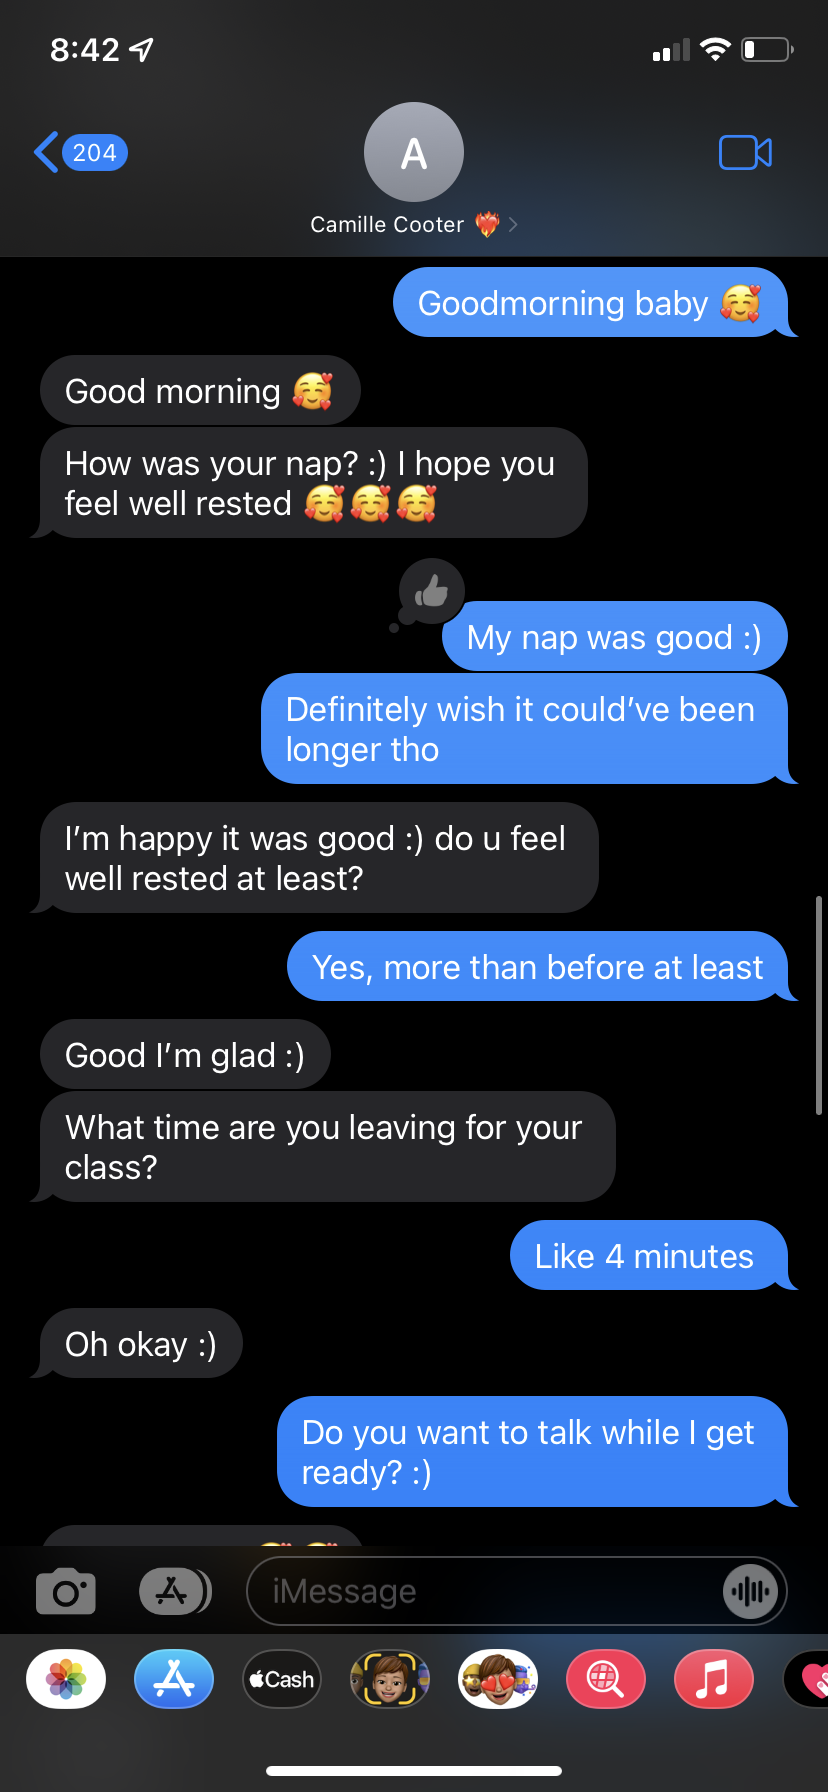 8:42
204
A
Camille Cooter ❤️‍🔥
Goodmorning baby 🥰
Good morning 🥰
How was your nap? :) I hope you
feel well rested 🥰🥰🥰
My nap was good :)
Definitely wish it could’ve been
longer tho
I’m happy it was good :) do u feel
well rested at least?
Yes, more than before at least
Good I’m glad :)
What time are you leaving for your
class?
Like 4 minutes
Oh okay :)
Do you want to talk while I get
ready? :)
iMessage
Cash